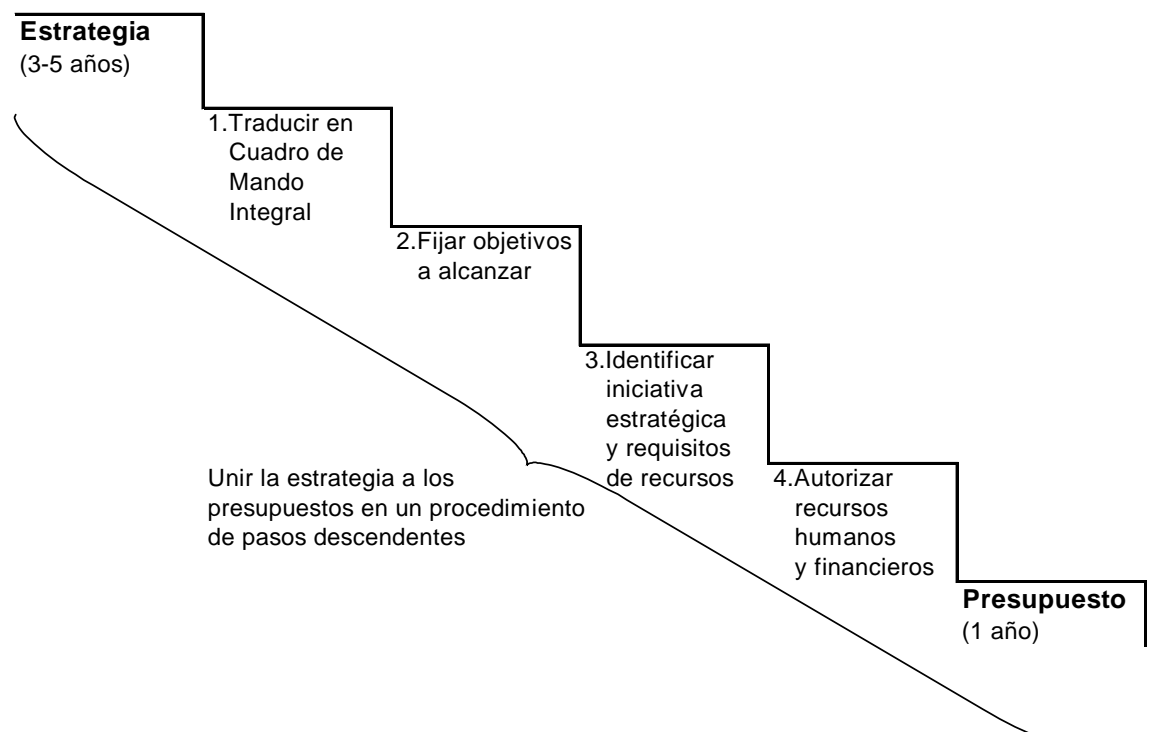 Estrategia
(3-5 años)
1.Traducir en
Cuadro de
Mando
Integral
2.Fijar objetivos
a alcanzar
3.Identificar
iniciativa
estratégica
y requisitos
de recursos
4.Autorizar
recursos
humanos
y financieros
Presupuesto
(1 año)
Unir la estrategia a los
presupuestos en un procedimiento
de pasos descendentes